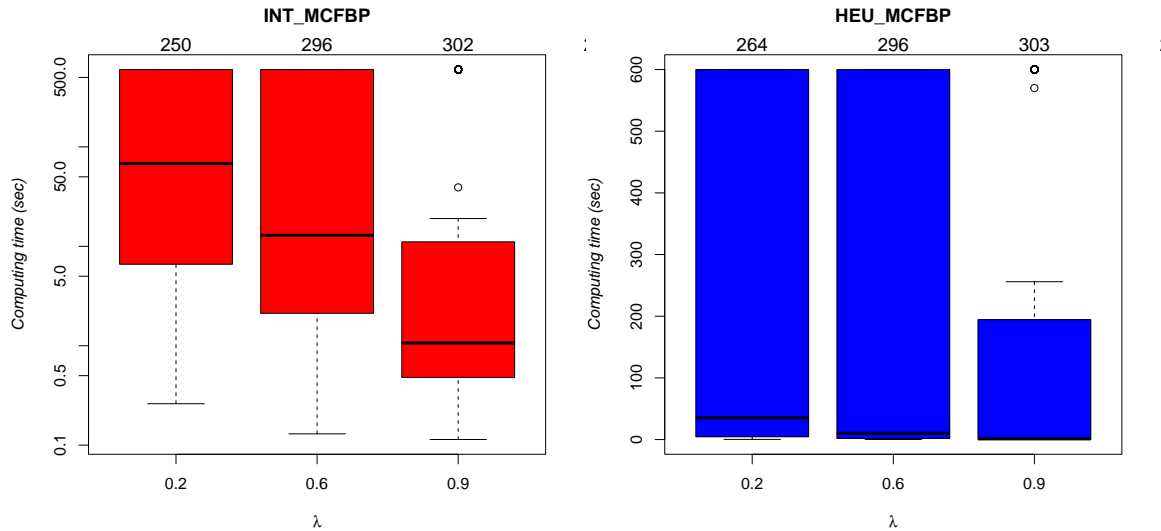 INT_MCFBP
250 296 302
500.0
50.0
5.0
0.5
0.1
Computing time (sec)
0.2 0.6 0.9
λ
HEU_MCFBP
264 296 303
600
500
400
300
200
100
0
Computing time (sec)
0.2 0.6 0.9
λ